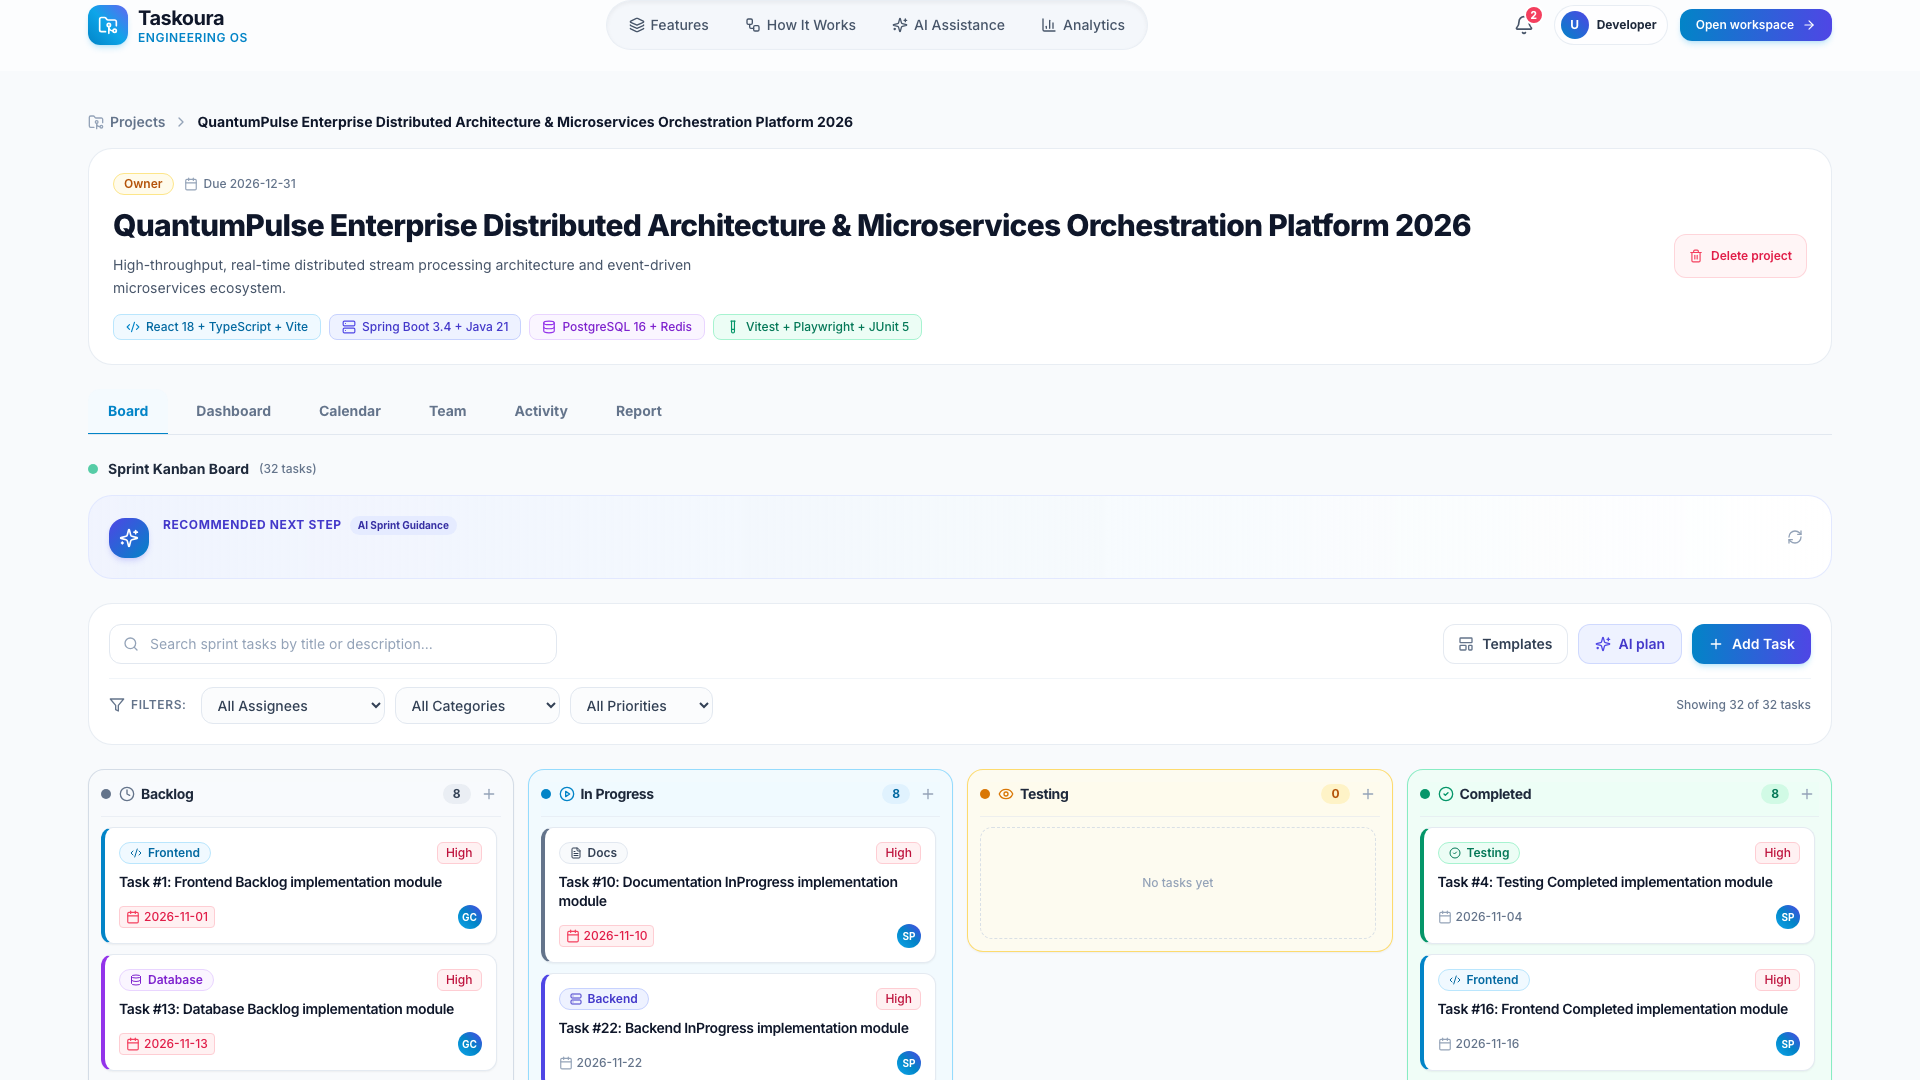 Taskoura
ENGINEERING OS
Features
How It Works
AI Assistance
Analytics
2
U
Developer
Open workspace
Projects
QuantumPulse Enterprise Distributed Architecture & Microservices Orchestration Platform 2026
Owner
Due 2026-12-31
QuantumPulse Enterprise Distributed Architecture & Microservices Orchestration Platform 2026
High-throughput, real-time distributed stream processing architecture and event-driven
microservices ecosystem.
Delete project
React 18 + TypeScript + Vite
Spring Boot 3.4 + Java 21
PostgreSQL 16 + Redis
Vitest + Playwright + JUnit 5
Board
Dashboard
Calendar
Team
Activity
Report
Sprint Kanban Board (32 tasks)
RECOMMENDED NEXT STEP
AI Sprint Guidance
Search sprint tasks by title or description...
Templates
AI plan
Add Task
FILTERS:
All Assignees
All Categories
All Priorities
Showing 32 of 32 tasks
Backlog
8
Frontend
High
Task #1: Frontend Backlog implementation module
2026-11-01
GC
Database
High
Task #13: Database Backlog implementation module
2026-11-13
GC
In Progress
8
Docs
High
Task #10: Documentation InProgress implementation
module
2026-11-10
SP
Backend
High
Task #22: Backend InProgress implementation module
2026-11-22
SP
Testing
0
No tasks yet
Completed
8
Testing
High
Task #4: Testing Completed implementation module
2026-11-04
SP
Frontend
High
Task #16: Frontend Completed implementation module
2026-11-16
SP